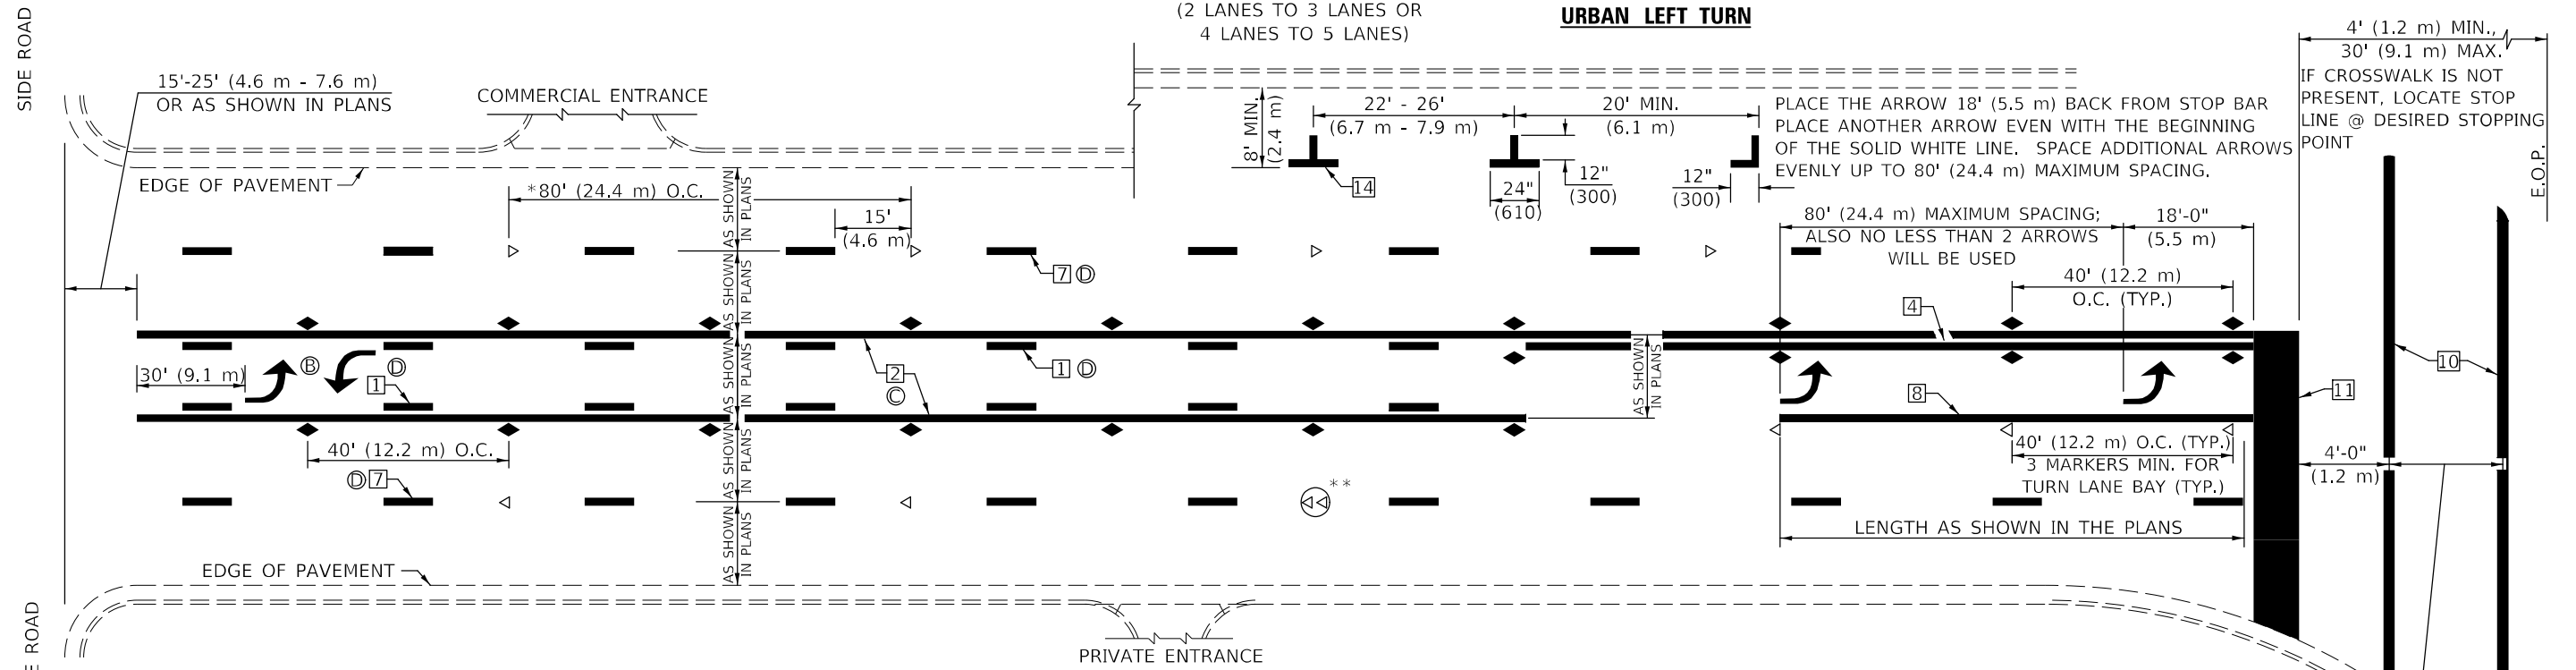 (2 LANES TO 3 LANES OR
4 LANES TO 5 LANES)
URBAN LEFT TURN
SIDE ROAD
15'-25' (4.6 m - 7.6 m)
OR AS SHOWN IN PLANS
COMMERCIAL ENTRANCE
EDGE OF PAVEMENT
*80' (24.4 m) O.C.
15'
(4.6 m)
8' MIN.
(2.4 m)
22' - 26'
(6.7 m - 7.9 m)
20' MIN.
(6.1 m)
14
24"
(610)
12"
(300)
12"
(300)
PLACE THE ARROW 18' (5.5 m) BACK FROM STOP BAR
PLACE ANOTHER ARROW EVEN WITH THE BEGINNING
OF THE SOLID WHITE LINE. SPACE ADDITIONAL ARROWS
EVENLY UP TO 80' (24.4 m) MAXIMUM SPACING.
4' (1.2 m) MIN.,
30' (9.1 m) MAX.
IF CROSSWALK IS NOT
PRESENT, LOCATE STOP
LINE @ DESIRED STOPPING
POINT
E.O.P.
80' (24.4 m) MAXIMUM SPACING;
ALSO NO LESS THAN 2 ARROWS
WILL BE USED
18'-0"
(5.5 m)
40' (12.2 m)
O.C. (TYP.)
AS SHOWN
IN PLANS
AS SHOWN
IN PLANS
AS SHOWN
IN PLANS
AS SHOWN
IN PLANS
AS SHOWN
IN PLANS
AS SHOWN
IN PLANS
7 D
4
30' (9.1 m)
B
D
1
2
C
1 D
8
10
11
40' (12.2 m) O.C.
D 7
**
40' (12.2 m) O.C. (TYP.)
3 MARKERS MIN. FOR
TURN LANE BAY (TYP.)
4'-0"
(1.2 m)
LENGTH AS SHOWN IN THE PLANS
EDGE OF PAVEMENT
PRIVATE ENTRANCE
ROAD